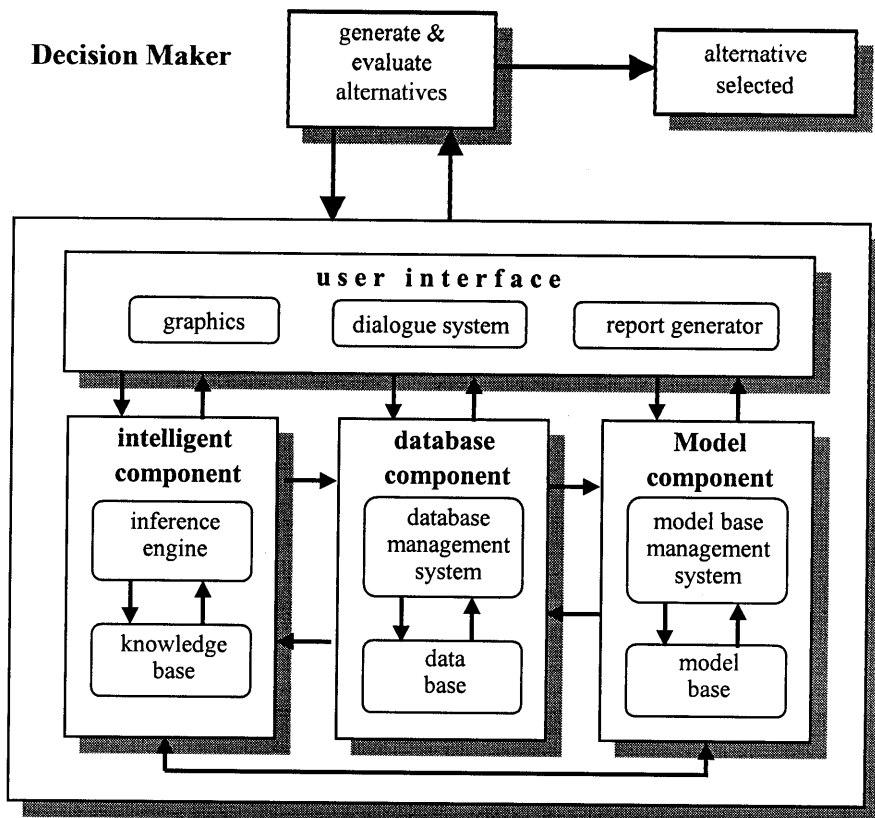 Decision Maker
generate &
evaluate
alternatives
alternative
selected
user interface
graphics
dialogue system
report generator
intelligent
component
inference
engine
knowledge
base
database
component
database
management
system
data
base
Model
component
model base
management
system
model
base